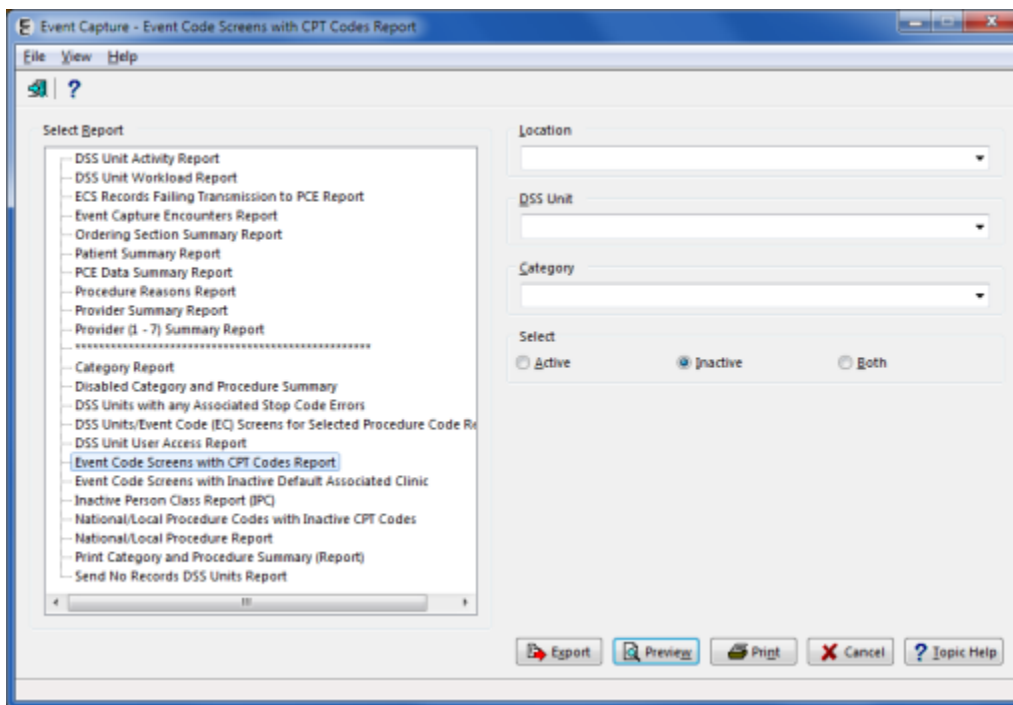 Event Capture - Event Code Screens with CPT Codes Report
File View Help
Select Report
DSS Unit Activity Report
DSS Unit Workload Report
ECS Records Failing Transmission to PCE Report
Event Capture Encounters Report
Ordering Section Summary Report
Patient Summary Report
PCE Data Summary Report
Procedure Reasons Report
Provider Summary Report
Provider (1 - 7) Summary Report
**************************************************
Category Report
Disabled Category and Procedure Summary
DSS Units with any Associated Stop Code Errors
DSS Units/Event Code (EC) Screens for Selected Procedure Code Re
DSS Unit User Access Report
Event Code Screens with CPT Codes Report
Event Code Screens with Inactive Default Associated Clinic
Inactive Person Class Report (IPC)
National/Local Procedure Codes with Inactive CPT Codes
National/Local Procedure Report
Print Category and Procedure Summary (Report)
Send No Records DSS Units Report
Location
DSS Unit
Category
Select
Active Inactive Both
Export Preview Print Cancel ? Topic Help